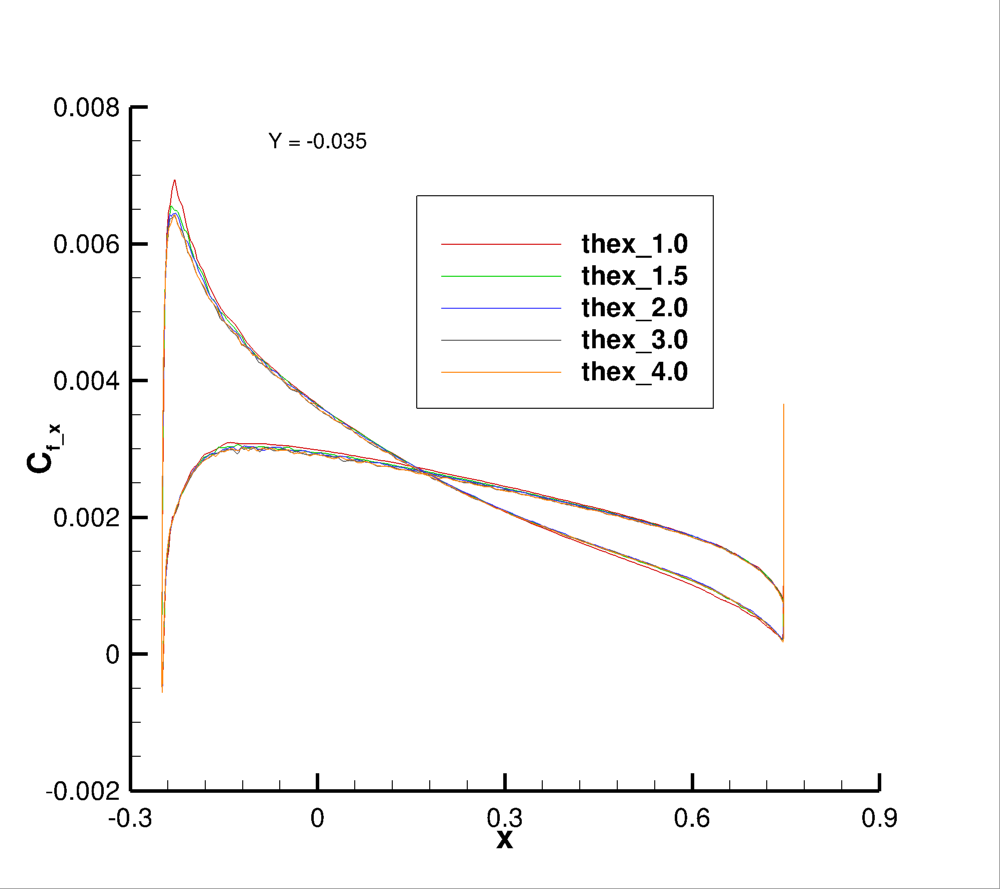 0.008
Y = -0.035
0.006
thex_1.0
thex_1.5
thex_2.0
thex_3.0
thex_4.0
0.004
C_f_x
0.002
0
-0.002
-0.3 0 0.3 0.6 0.9
x